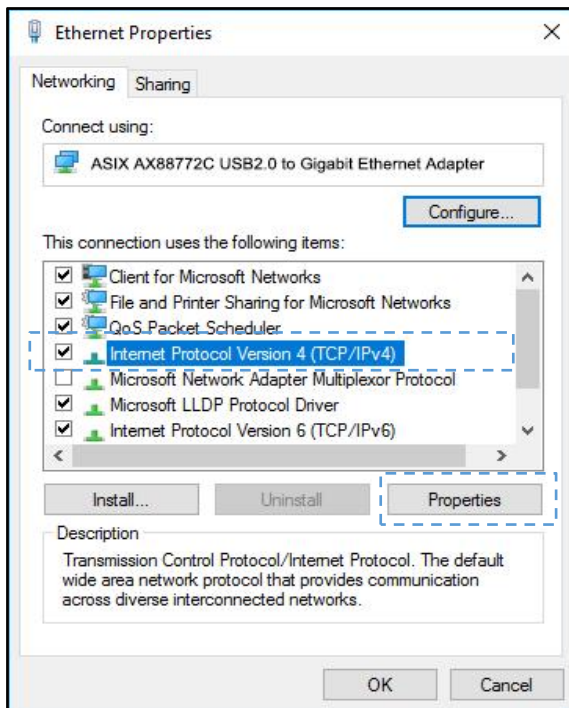 Ethernet Properties
Networking Sharing
Connect using:
ASIX AX88772C USB2.0 to Gigabit Ethernet Adapter
Configure...
This connection uses the following items:
Client for Microsoft Networks
File and Printer Sharing for Microsoft Networks
QoS Packet Scheduler
Internet Protocol Version 4 (TCP/IPv4)
Microsoft Network Adapter Multiplexor Protocol
Microsoft LLDP Protocol Driver
Internet Protocol Version 6 (TCP/IPv6)
Install... Uninstall Properties
Description
Transmission Control Protocol/Internet Protocol. The default
wide area network protocol that provides communication
across diverse interconnected networks.
OK Cancel